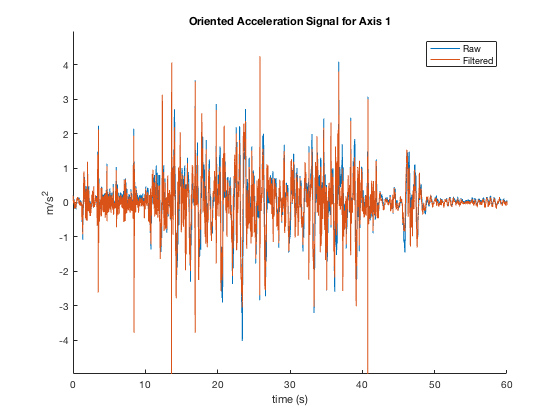 Oriented Acceleration Signal for Axis 1
Raw
Filtered
m/s²
4
3
2
1
0
-1
-2
-3
-4
0 10 20 30 40 50 60
time (s)